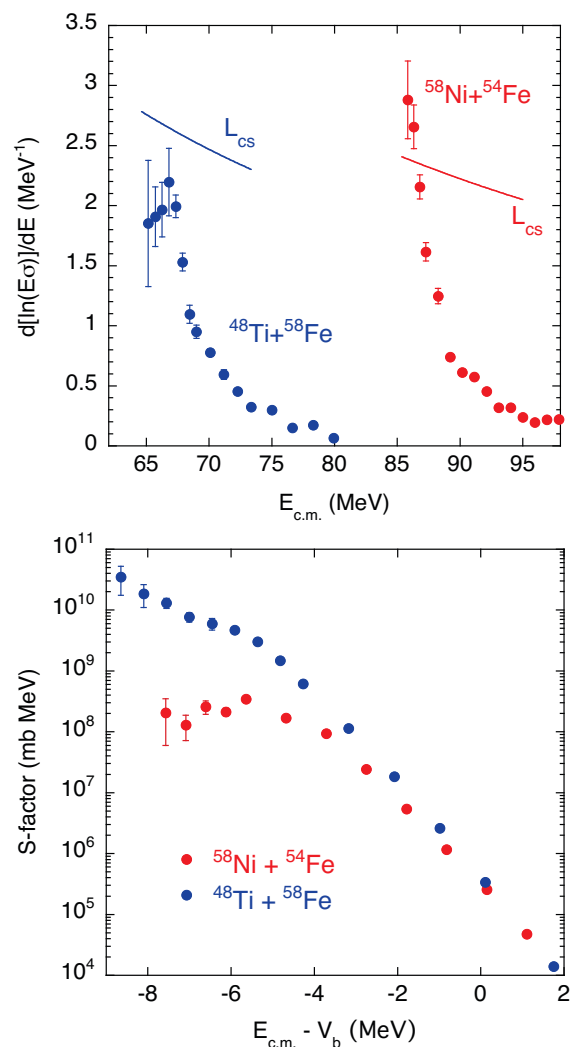 3.5
3
2.5
2
1.5
1
0.5
0
d[ln(Eσ)]/dE (MeV⁻¹)
⁵⁸Ni+⁵⁴Fe
L_cs
L_cs
⁴⁸Ti+⁵⁸Fe
65 70 75 80 85 90 95
E_c.m. (MeV)
10¹¹
10¹⁰
10⁹
10⁸
10⁷
10⁶
10⁵
10⁴
S-factor (mb MeV)
⁵⁸Ni + ⁵⁴Fe
⁴⁸Ti + ⁵⁸Fe
-8 -6 -4 -2 0 2
E_c.m. - V_b (MeV)